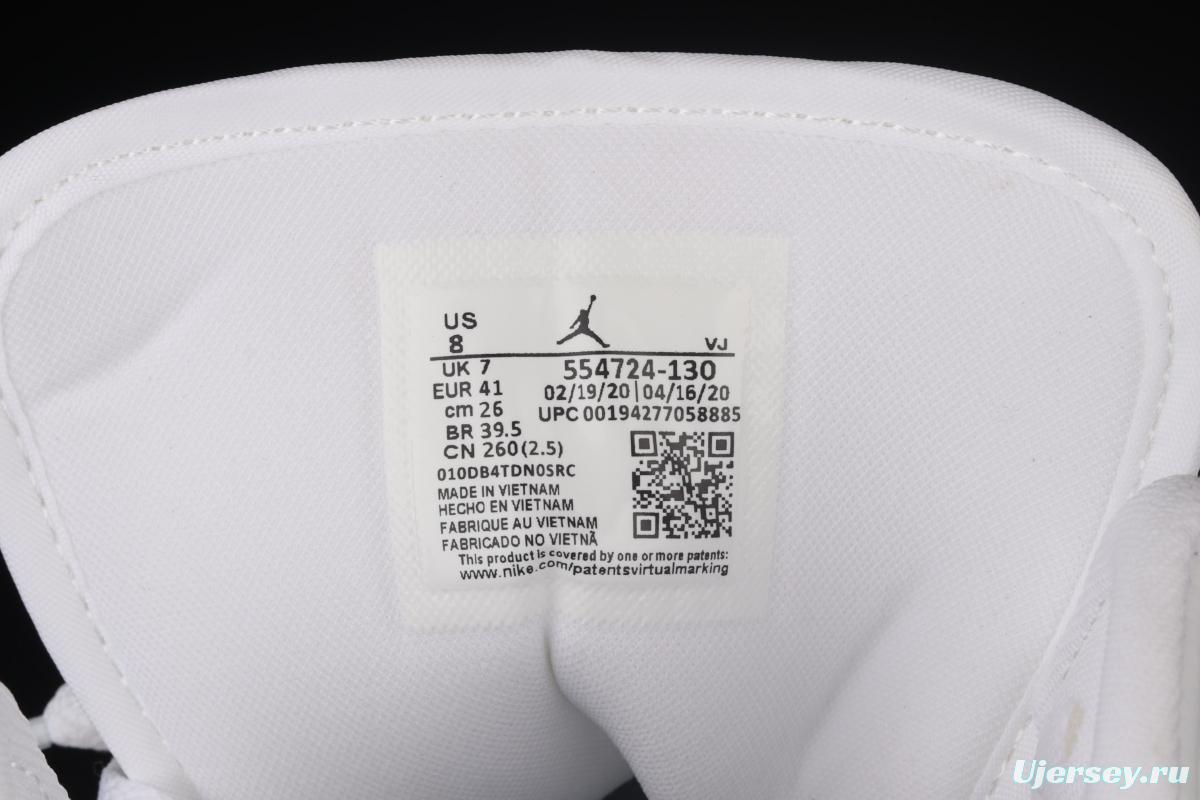 US
8
VJ
UK 7
554724-130
EUR 41
02/19/20|04/16/20
cm 26
UPC 00194277058885
BR 39.5
CN 260(2.5)
010DB4TDN0SRC
MADE IN VIETNAM
HECHO EN VIETNAM
FABRIQUE AU VIETNAM
FABRICADO NO VIETNÃ
This product is covered by one or more patents:
www.nike.com/patentsvirtualmarking
Ujersey.ru